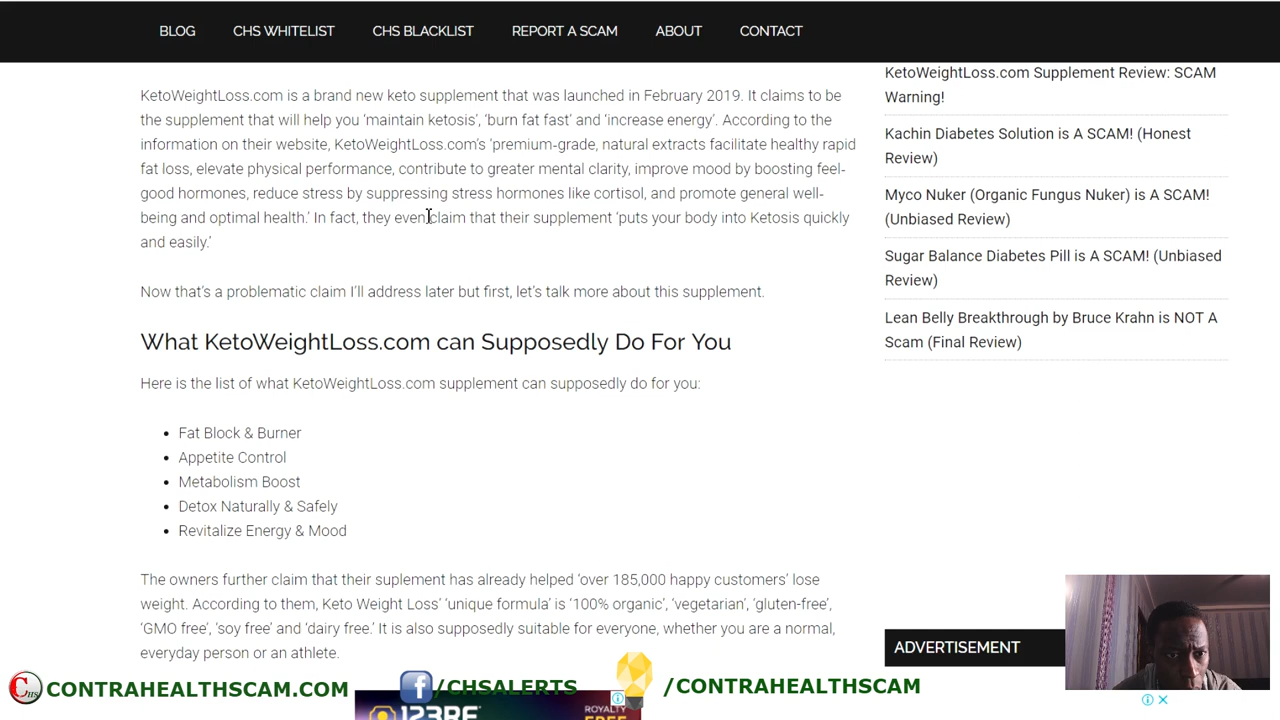 BLOG CHS WHITELIST CHS BLACKLIST REPORT A SCAM ABOUT CONTACT
KetoWeightLoss.com is a brand new keto supplement that was launched in February 2019. It claims to be
the supplement that will help you ‘maintain ketosis’, ‘burn fat fast’ and ‘increase energy’. According to the
information on their website, KetoWeightLoss.com’s ‘premium-grade, natural extracts facilitate healthy rapid
fat loss, elevate physical performance, contribute to greater mental clarity, improve mood by boosting feel-
good hormones, reduce stress by suppressing stress hormones like cortisol, and promote general well-
being and optimal health.’ In fact, they even claim that their supplement ‘puts your body into Ketosis quickly
and easily.’
Now that’s a problematic claim I’ll address later but first, let’s talk more about this supplement.
What KetoWeightLoss.com can Supposedly Do For You
Here is the list of what KetoWeightLoss.com supplement can supposedly do for you:
Fat Block & Burner
Appetite Control
Metabolism Boost
Detox Naturally & Safely
Revitalize Energy & Mood
The owners further claim that their suplement has already helped ‘over 185,000 happy customers’ lose
weight. According to them, Keto Weight Loss’ ‘unique formula’ is ‘100% organic’, ‘vegetarian’, ‘gluten-free’,
‘GMO free’, ‘soy free’ and ‘dairy free.’ It is also supposedly suitable for everyone, whether you are a normal,
everyday person or an athlete.
KetoWeightLoss.com Supplement Review: SCAM
Warning!
Kachin Diabetes Solution is A SCAM! (Honest
Review)
Myco Nuker (Organic Fungus Nuker) is A SCAM!
(Unbiased Review)
Sugar Balance Diabetes Pill is A SCAM! (Unbiased
Review)
Lean Belly Breakthrough by Bruce Krahn is NOT A
Scam (Final Review)
ADVERTISEMENT
CHS CONTRAHEALTHSCAM.COM /CHSALERTS /CONTRAHEALTHSCAM
ROYALTY